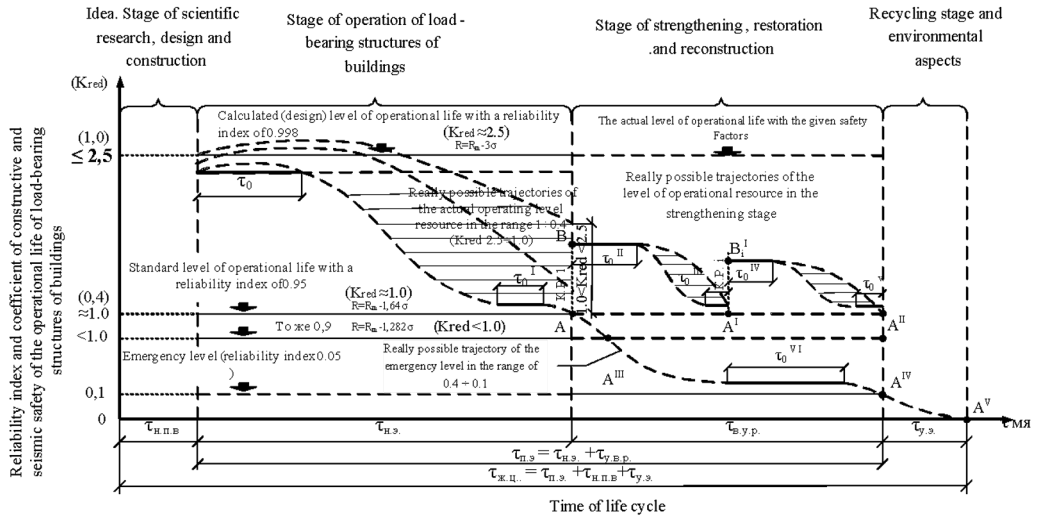 Idea. Stage of scientific
research, design and
construction
Stage of operation of load-
bearing structures of
buildings
Stage of strengthening, restoration
.and reconstruction
Recycling stage and
environmental
aspects
(Kred)
Calculated (design) level of operational life with a reliability
index of0.998
(Kred ≈2.5)
R=Rm-3σ
The actual level of operational life with the given safety
Factors
(1,0)
≤ 2,5
τ0
Really possible trajectories of
the actual operating level
resource in the range 1÷0.4
(Kred 2.5÷1.0)
Really possible trajectories of the
level of operational resource in the
strengthening stage
B
1.0<Kred <2.5
τ0 II
Bi I
τ0 IV
τ0 V
τ0 I
Standard level of operational life with a
a reliability index of0.95
(Kred≈1.0)
R=Rm-1,64σ
(0,4)
≈1.0
A
A I
A II
То же 0,9
R=Rm-1,282σ
(Kred<1.0)
<1.0
Emergency level (reliability index0.05
)
Really possible trajectory of the
emergency level in the range of
0.4 ÷ 0.1
A III
τ0 VI
A IV
0,1
A V
0
τн.п.в
τн.э.
τв.у.р.
τу.э.
τ мя
τп.э = τн.э. +τу.в.р.
τж.ц.. = τп.э. +τн.п.в+τу.э.
Time of life cycle
Reliability index and coefficient of constructive and
seismic safety of the operational life of load-bearing
structures of buildings